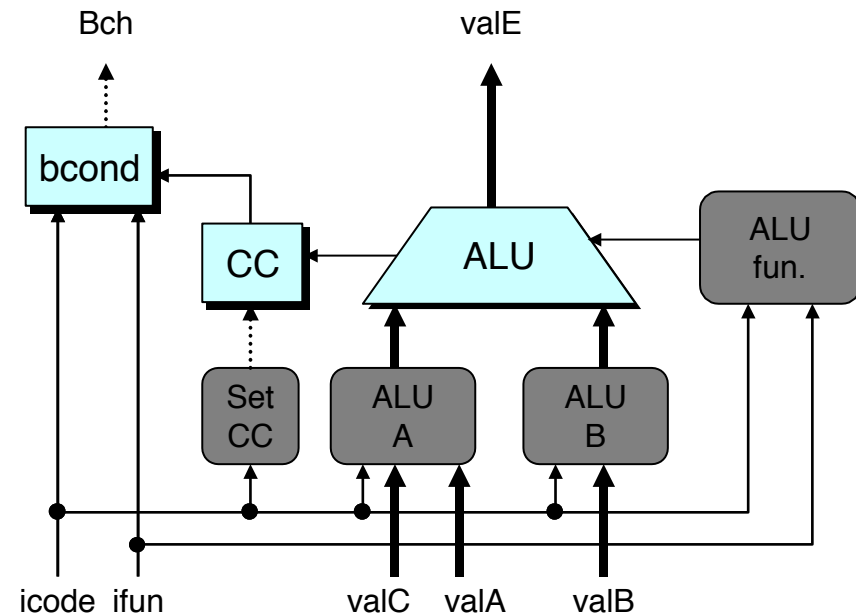 Bch
valE
bcond
CC
ALU
ALU
fun.
Set
CC
ALU
A
ALU
B
icode ifun
valC valA
valB